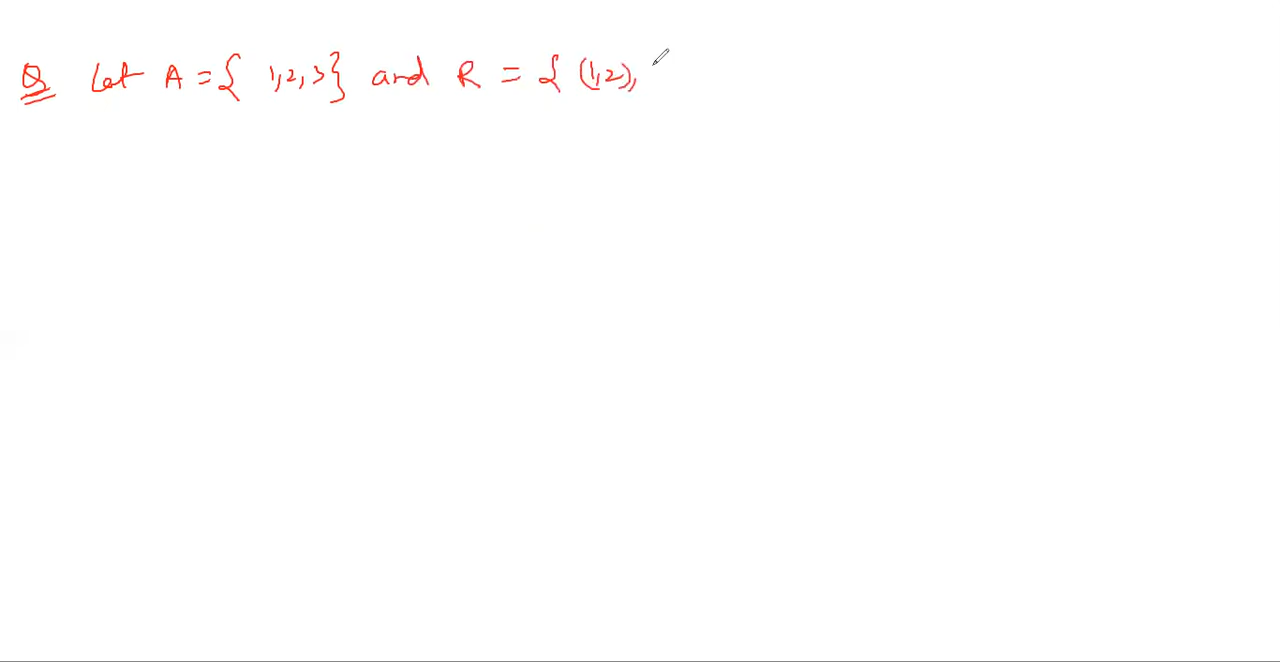 Q Let A = { 1, 2, 3 } and R = { (1, 2),